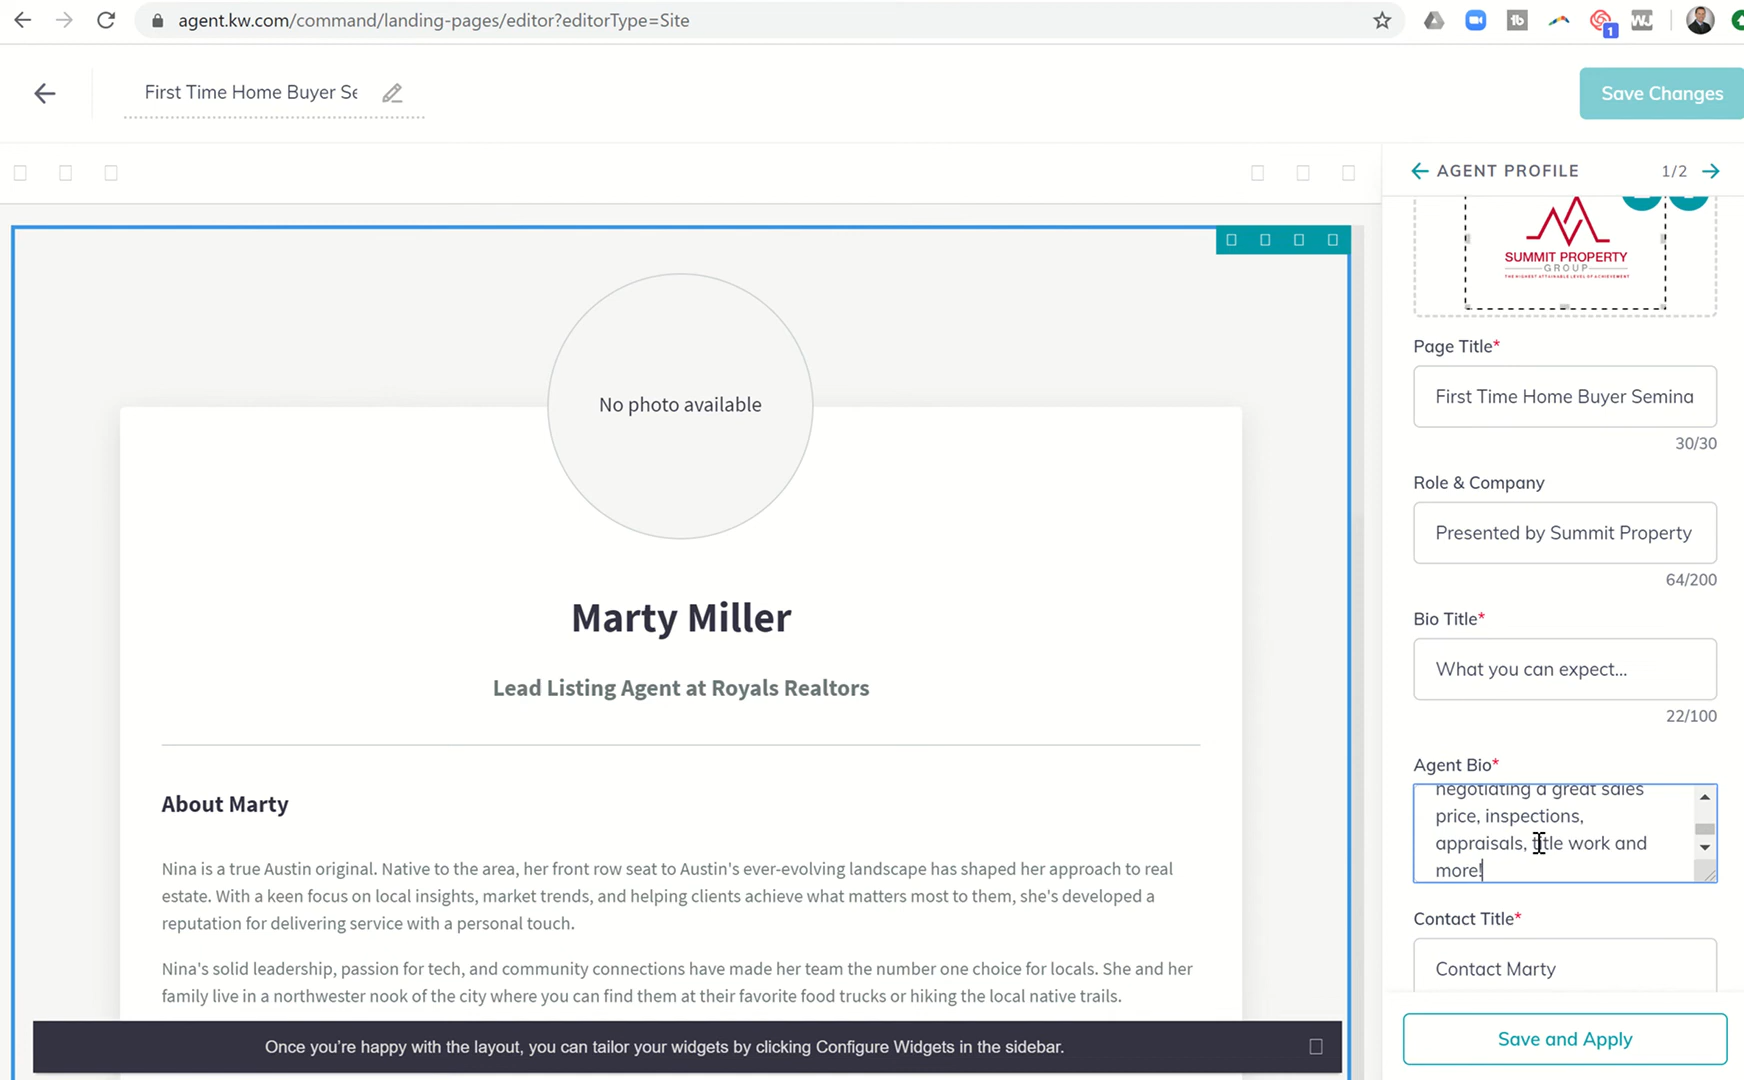 agent.kw.com/command/landing-pages/editor?editorType=Site
1
First Time Home Buyer Se
Save Changes
AGENT PROFILE 1/2
SUMMIT PROPERTY
GROUP
THE HIGHEST ATTAINABLE LEVEL OF ACHIEVEMENT
Page Title*
First Time Home Buyer Semina
30/30
Role & Company
Presented by Summit Property
64/200
Bio Title*
What you can expect...
22/100
Agent Bio*
negotiating a great sales
price, inspections,
appraisals, title work and
more!
Contact Title*
Contact Marty
Save and Apply
No photo available
Marty Miller
Lead Listing Agent at Royals Realtors
About Marty
Nina is a true Austin original. Native to the area, her front row seat to Austin's ever-evolving landscape has shaped her approach to real
estate. With a keen focus on local insights, market trends, and helping clients achieve what matters most to them, she's developed a
reputation for delivering service with a personal touch.
Nina's solid leadership, passion for tech, and community connections have made her team the number one choice for locals. She and her
family live in a northwester nook of the city where you can find them at their favorite food trucks or hiking the local native trails.
Once you're happy with the layout, you can tailor your widgets by clicking Configure Widgets in the sidebar.